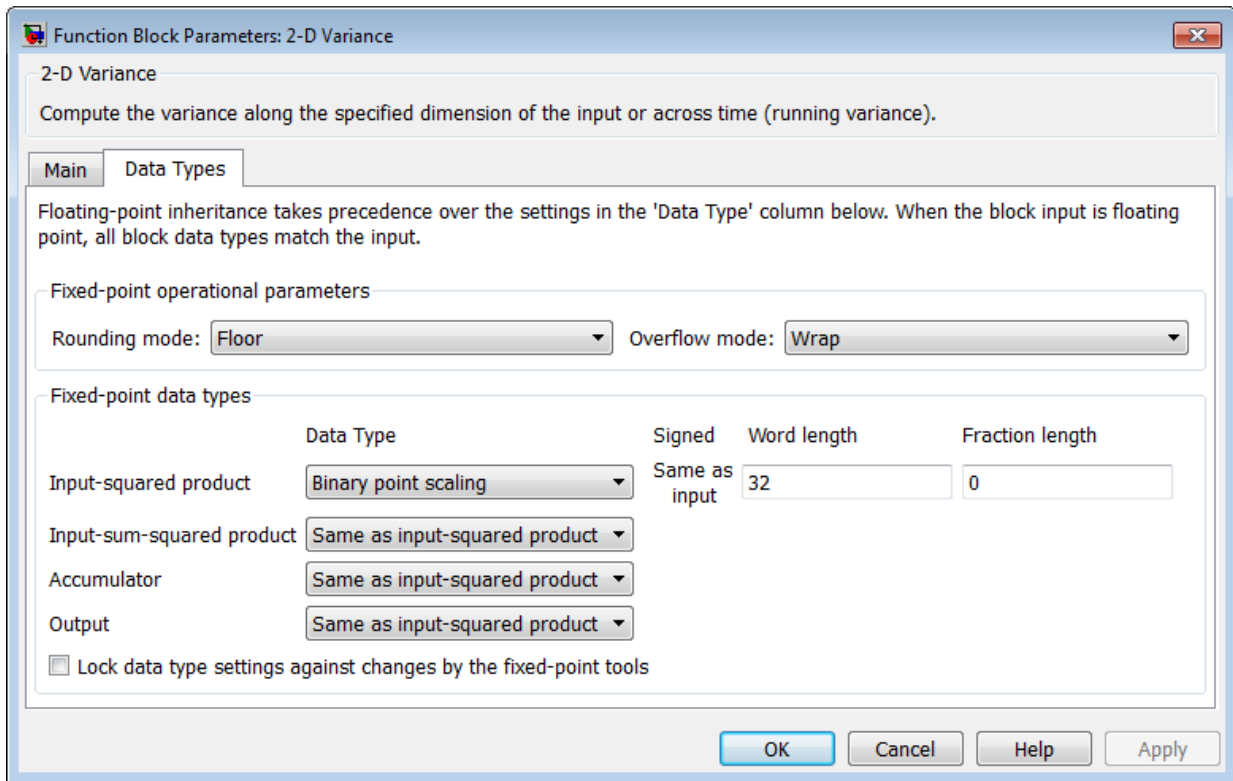 Function Block Parameters: 2-D Variance
2-D Variance
Compute the variance along the specified dimension of the input or across time (running variance).
Main Data Types
Floating-point inheritance takes precedence over the settings in the 'Data Type' column below. When the block input is floating
point, all block data types match the input.
Fixed-point operational parameters
Rounding mode: Floor Overflow mode: Wrap
Fixed-point data types
Data Type Signed Word length Fraction length
Input-squared product Binary point scaling Same as input 32 0
Input-sum-squared product Same as input-squared product
Accumulator Same as input-squared product
Output Same as input-squared product
Lock data type settings against changes by the fixed-point tools
OK Cancel Help Apply